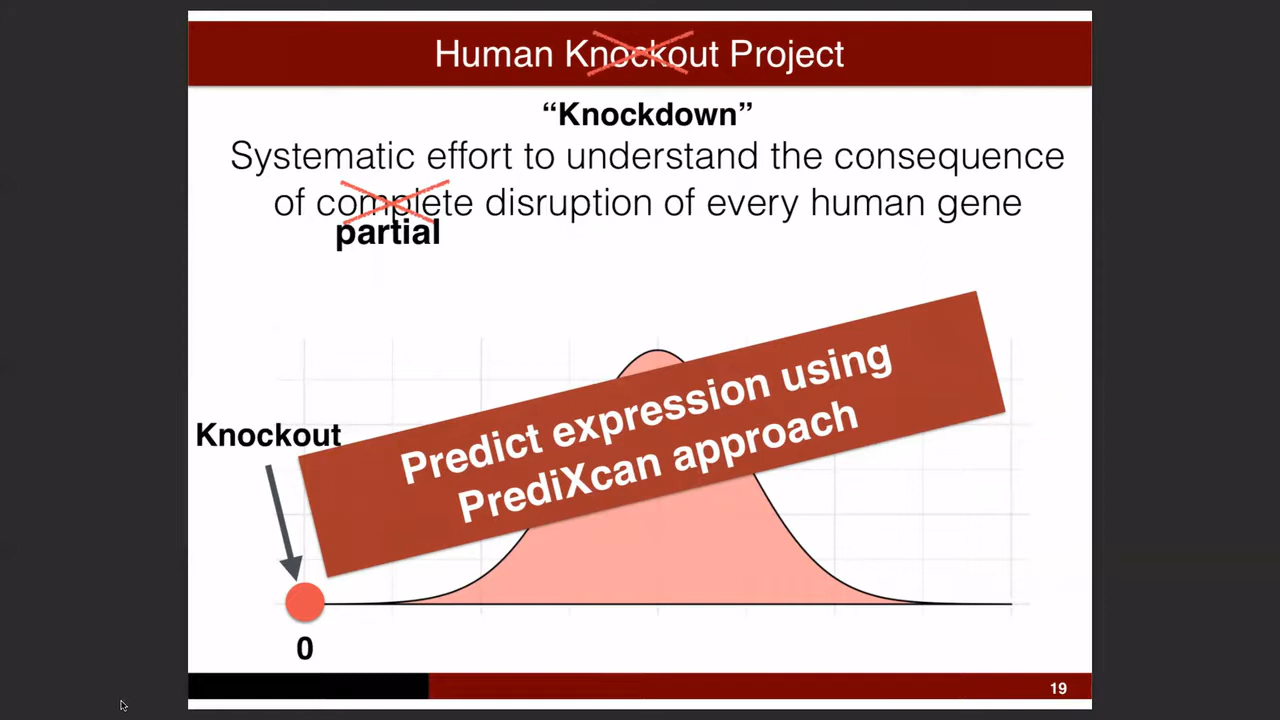 Human Knockout Project
“Knockdown”
Systematic effort to understand the consequence
of complete disruption of every human gene
partial
Predict expression using
PrediXcan approach
Knockout
0
19